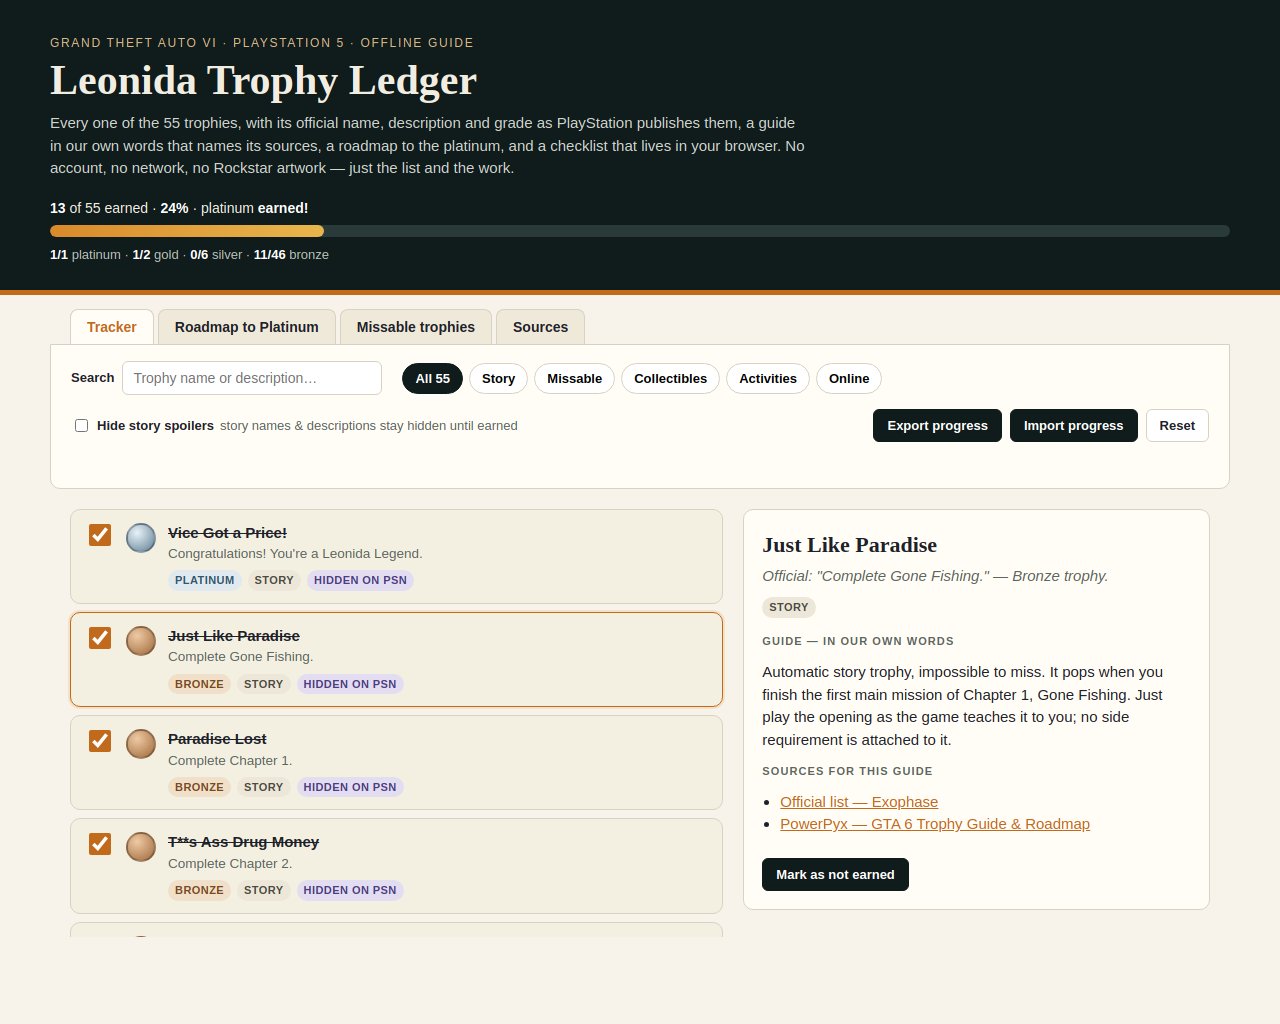 GRAND THEFT AUTO VI · PLAYSTATION 5 · OFFLINE GUIDE
Leonida Trophy Ledger
Every one of the 55 trophies, with its official name, description and grade as PlayStation publishes them, a guide
in our own words that names its sources, a roadmap to the platinum, and a checklist that lives in your browser. No
account, no network, no Rockstar artwork — just the list and the work.
13 of 55 earned · 24% · platinum earned!
1/1 platinum · 1/2 gold · 0/6 silver · 11/46 bronze
Tracker
Roadmap to Platinum
Missable trophies
Sources
Search
Trophy name or description…
All 55
Story
Missable
Collectibles
Activities
Online
Hide story spoilers story names & descriptions stay hidden until earned
Export progress
Import progress
Reset
Vice Got a Price!
Congratulations! You're a Leonida Legend.
PLATINUM STORY HIDDEN ON PSN
Just Like Paradise
Complete Gone Fishing.
BRONZE STORY HIDDEN ON PSN
Paradise Lost
Complete Chapter 1.
BRONZE STORY HIDDEN ON PSN
T**s Ass Drug Money
Complete Chapter 2.
BRONZE STORY HIDDEN ON PSN
Just Like Paradise
Official: "Complete Gone Fishing." — Bronze trophy.
STORY
GUIDE — IN OUR OWN WORDS
Automatic story trophy, impossible to miss. It pops when you
finish the first main mission of Chapter 1, Gone Fishing. Just
play the opening as the game teaches it to you; no side
requirement is attached to it.
SOURCES FOR THIS GUIDE
Official list — Exophase
PowerPyx — GTA 6 Trophy Guide & Roadmap
Mark as not earned